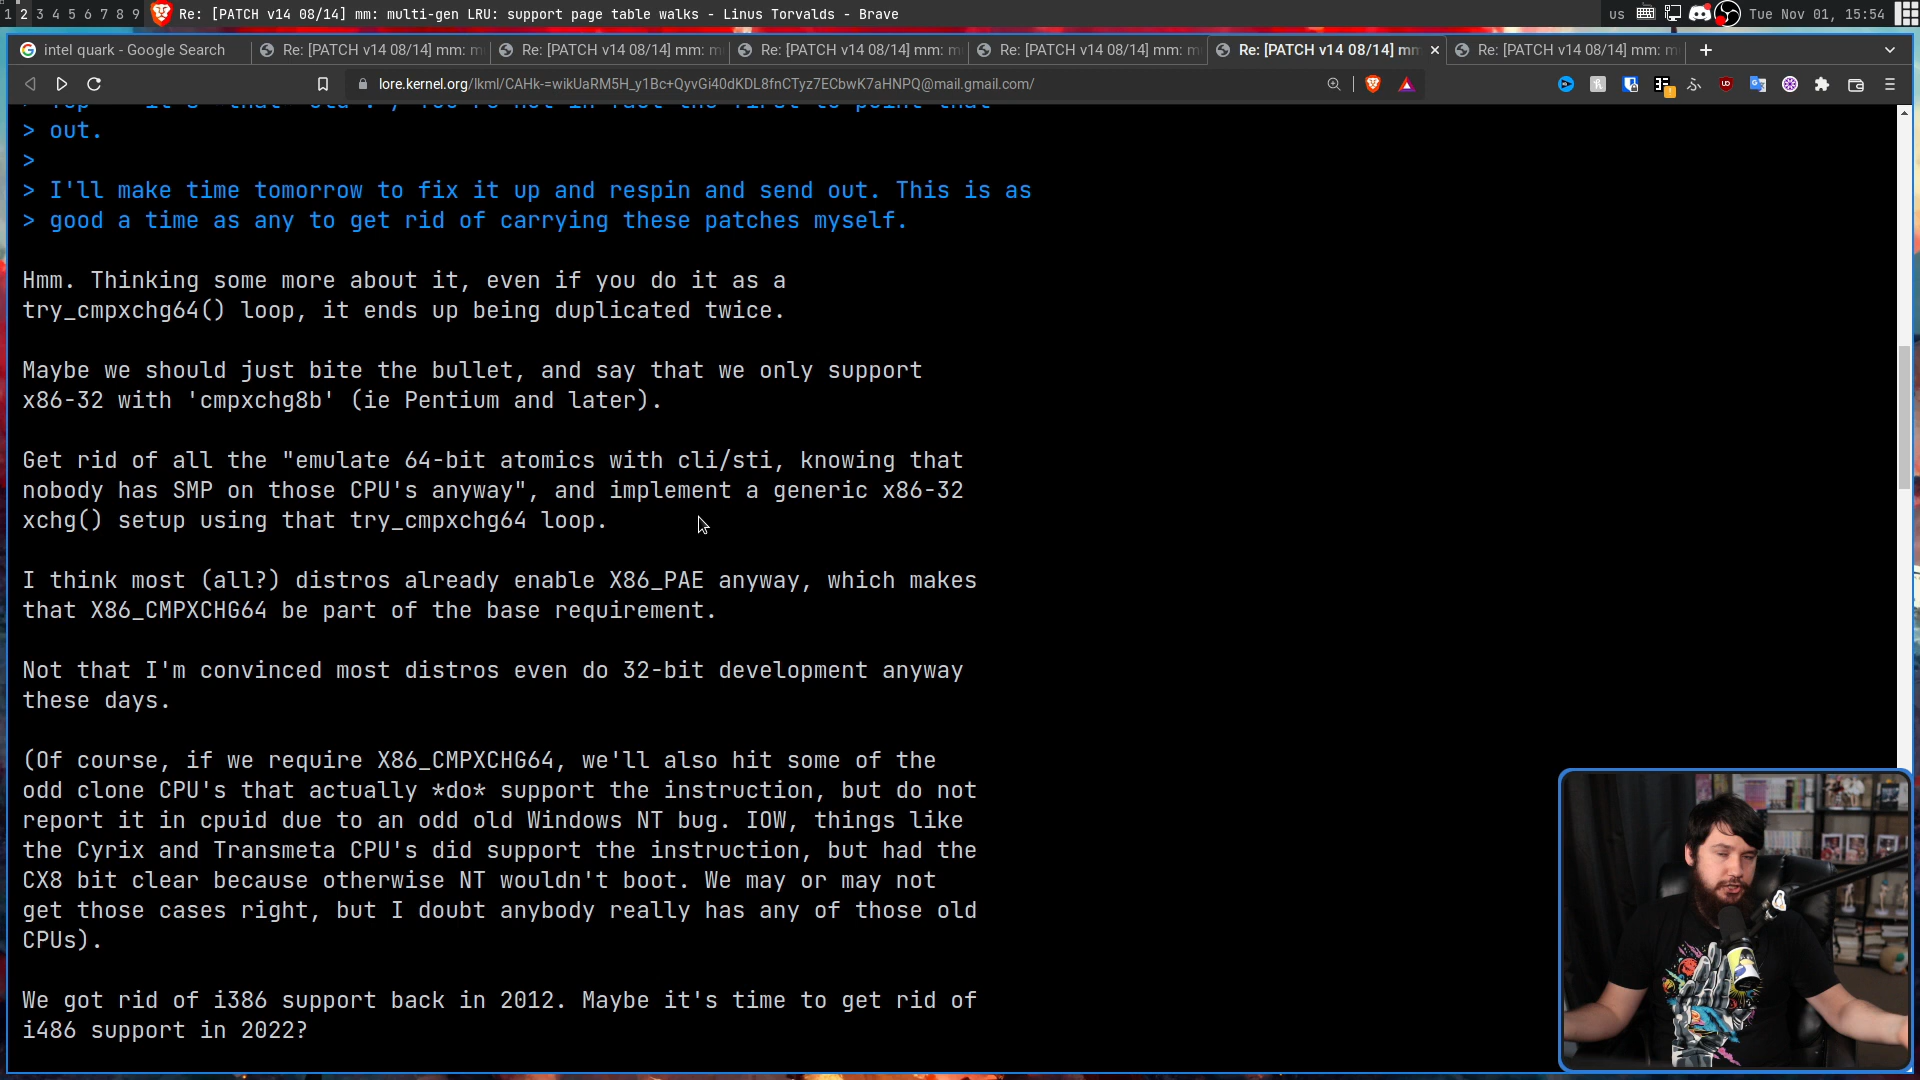 1 2 3 4 5 6 7 8 9 Re: [PATCH v14 08/14] mm: multi-gen LRU: support page table walks - Linus Torvalds - Brave
us Tue Nov 01, 15:54
intel quark - Google Search Re: [PATCH v14 08/14] mm: m Re: [PATCH v14 08/14] mm: m Re: [PATCH v14 08/14] mm: m Re: [PATCH v14 08/14] mm: m Re: [PATCH v14 08/14] mm Re: [PATCH v14 08/14] mm: m
lore.kernel.org/lkml/CAHk-=wikUaRM5H_y1Bc+QyvGi40dKDL8fnCTyz7ECbwK7aHNPQ@mail.gmail.com/
> out.
>
> I'll make time tomorrow to fix it up and respin and send out. This is as
> good a time as any to get rid of carrying these patches myself.
Hmm. Thinking some more about it, even if you do it as a
try_cmpxchg64() loop, it ends up being duplicated twice.
Maybe we should just bite the bullet, and say that we only support
x86-32 with 'cmpxchg8b' (ie Pentium and later).
Get rid of all the "emulate 64-bit atomics with cli/sti, knowing that
nobody has SMP on those CPU's anyway", and implement a generic x86-32
xchg() setup using that try_cmpxchg64 loop.
I think most (all?) distros already enable X86_PAE anyway, which makes
that X86_CMPXCHG64 be part of the base requirement.
Not that I'm convinced most distros even do 32-bit development anyway
these days.
(Of course, if we require X86_CMPXCHG64, we'll also hit some of the
odd clone CPU's that actually *do* support the instruction, but do not
report it in cpuid due to an odd old Windows NT bug. IOW, things like
the Cyrix and Transmeta CPU's did support the instruction, but had the
CX8 bit clear because otherwise NT wouldn't boot. We may or may not
get those cases right, but I doubt anybody really has any of those old
CPUs).
We got rid of i386 support back in 2012. Maybe it's time to get rid of
i486 support in 2022?